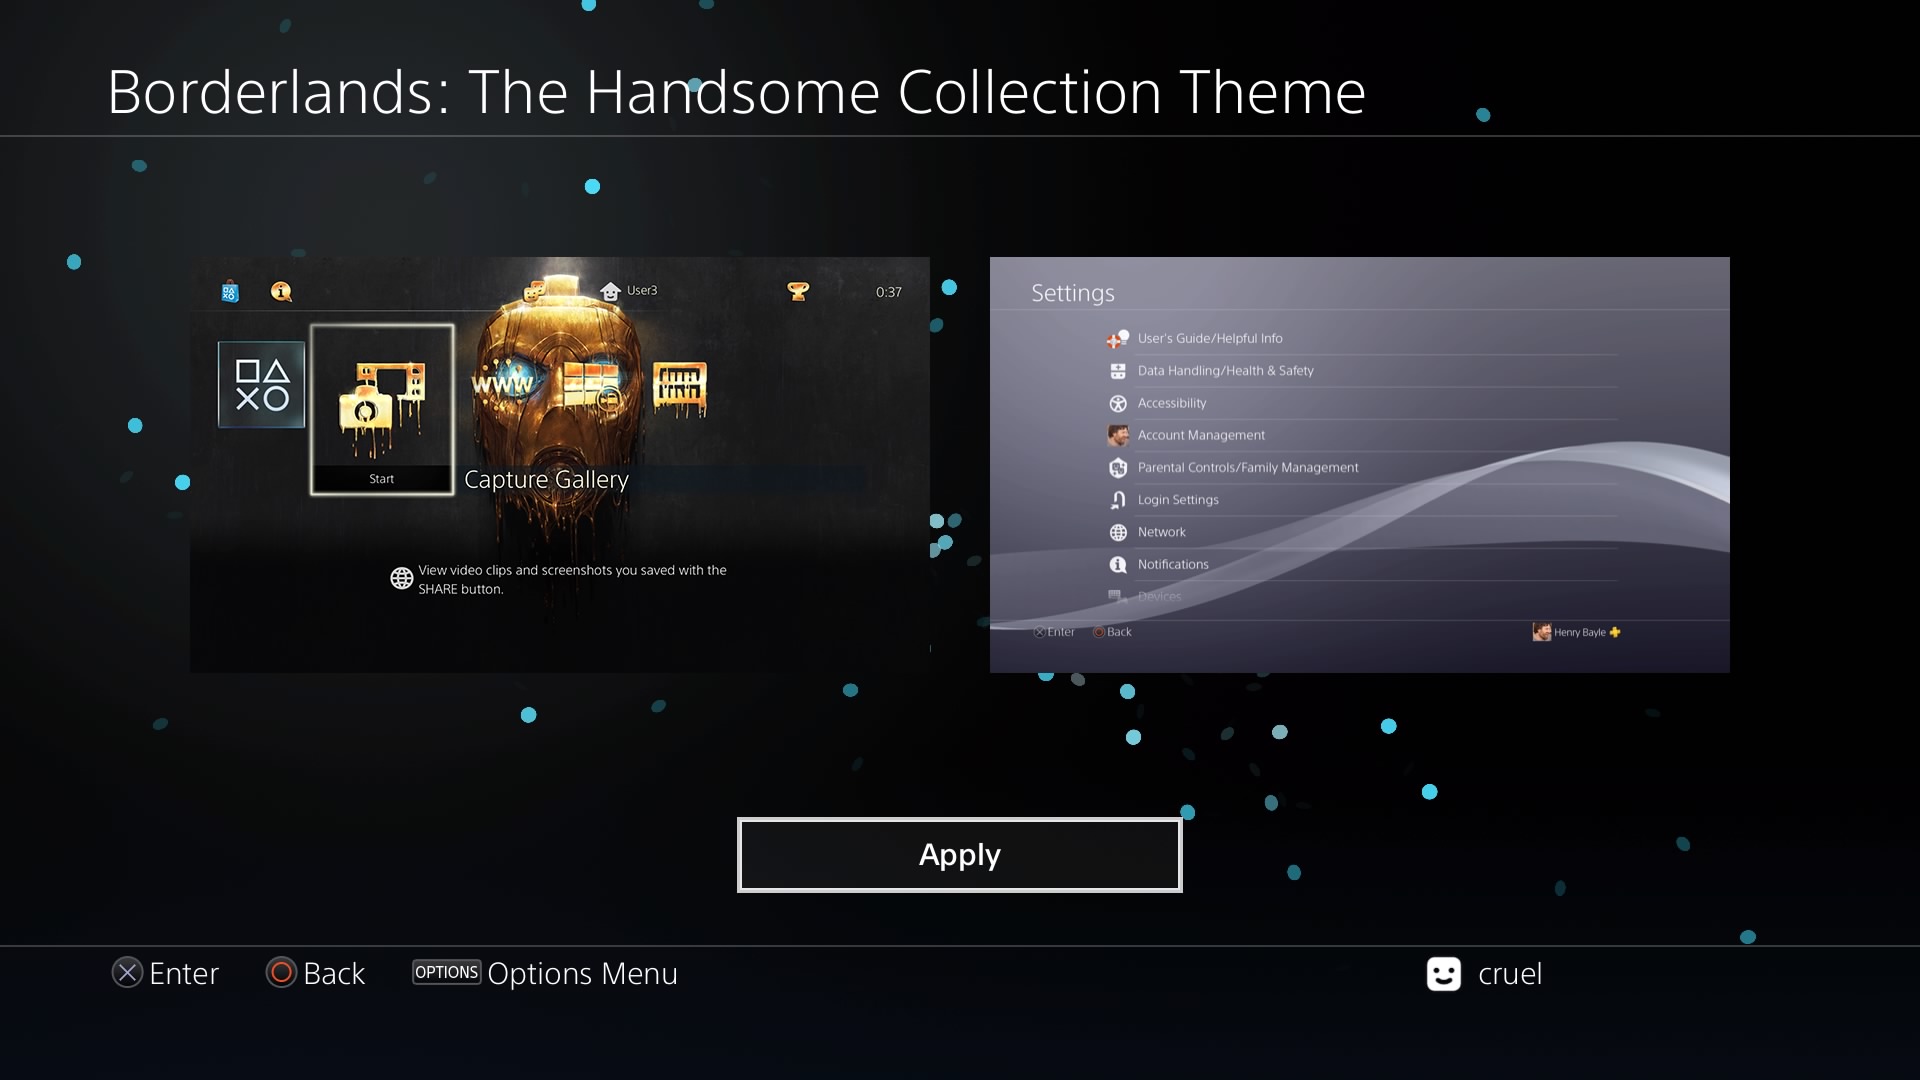 Borderlands: The Handsome Collection Theme
User3
0:37
WWW
Start
Capture Gallery
View video clips and screenshots you saved with the
SHARE button.
Settings
User's Guide/Helpful Info
Data Handling/Health & Safety
Accessibility
Account Management
Parental Controls/Family Management
Login Settings
Network
Notifications
Devices
Enter
Back
Henry Bayle
Apply
Enter
Back
OPTIONS Options Menu
cruel